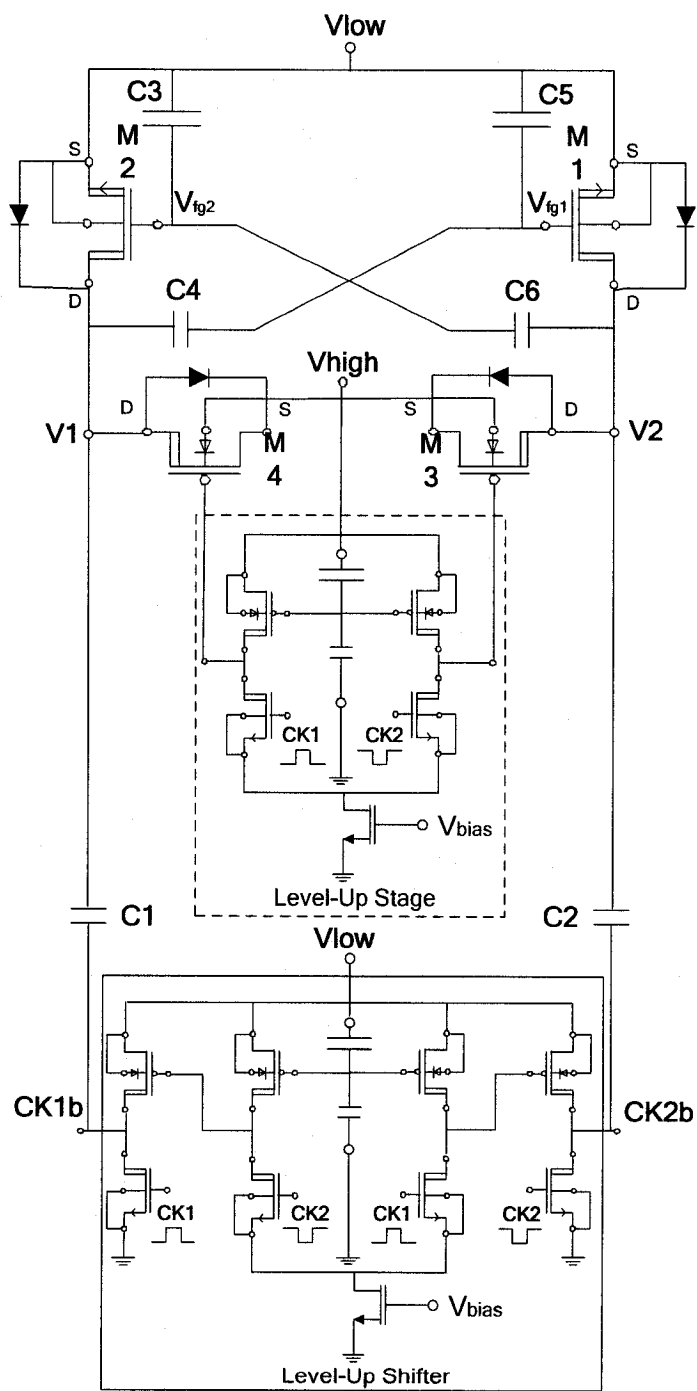 Vlow
C3
C5
M
2
M
1
S
S
Vfg2
Vfg1
D
D
C4
C6
Vhigh
D
S
S
D
V1
V2
M
4
M
3
CK1
CK2
Vbias
Level-Up Stage
C1
C2
Vlow
CK1b
CK2b
CK1
CK2
CK1
CK2
Vbias
Level-Up Shifter